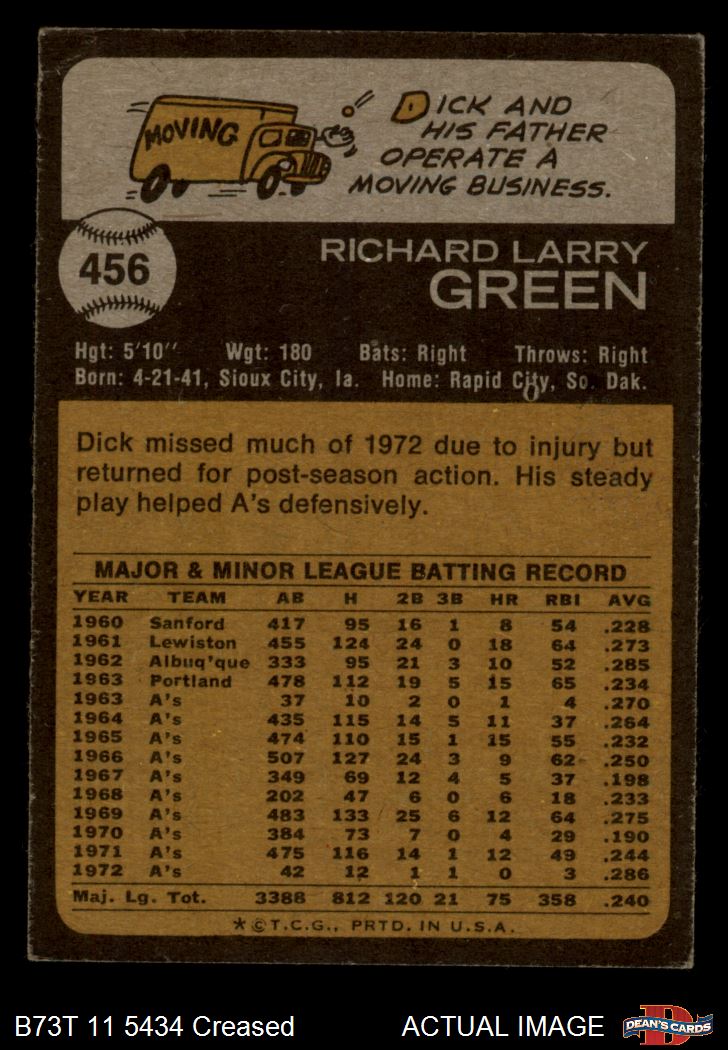 MOVING
DICK AND
HIS FATHER
OPERATE A
MOVING BUSINESS.
456
RICHARD LARRY
GREEN
Hgt: 5'10" Wgt: 180 Bats: Right Throws: Right
Born: 4-21-41, Sioux City, Ia. Home: Rapid City, So. Dak.
Dick missed much of 1972 due to injury but
returned for post-season action. His steady
play helped A's defensively.
MAJOR & MINOR LEAGUE BATTING RECORD
YEAR TEAM AB H 2B 3B HR RBI AVG
1960 Sanford 417 95 16 1 8 54 .228
1961 Lewiston 455 124 24 0 18 64 .273
1962 Albuq'que 333 95 21 3 10 52 .285
1963 Portland 478 112 19 5 15 65 .234
1963 A's 37 10 2 0 1 4 .270
1964 A's 435 115 14 5 11 37 .264
1965 A's 474 110 15 1 15 55 .232
1966 A's 507 127 24 3 9 62 .250
1967 A's 349 69 12 4 5 37 .198
1968 A's 202 47 6 0 6 18 .233
1969 A's 483 133 25 6 12 64 .275
1970 A's 384 73 7 0 4 29 .190
1971 A's 475 116 14 1 12 49 .244
1972 A's 42 12 1 1 0 3 .286
Maj. Lg. Tot. 3388 812 120 21 75 358 .240
*©T.C.G., PRTD. IN U.S.A.
B73T 11 5434 Creased ACTUAL IMAGE
D
DEAN'S CARDS